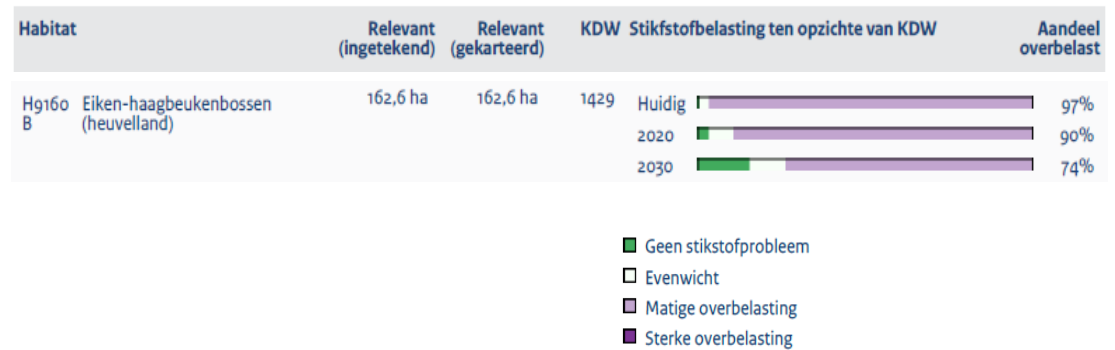 Habitat Relevant Relevant KDW Stikfstofbelasting ten opzichte van KDW Aandeel
(ingetekend) (gekarteerd) overbelast
H9160 Eiken-haagbeukenbossen 162,6 ha 162,6 ha 1429 Huidig 97%
B (heuvelland)
2020 90%
2030 74%
Geen stikstofprobleem
Evenwicht
Matige overbelasting
Sterke overbelasting